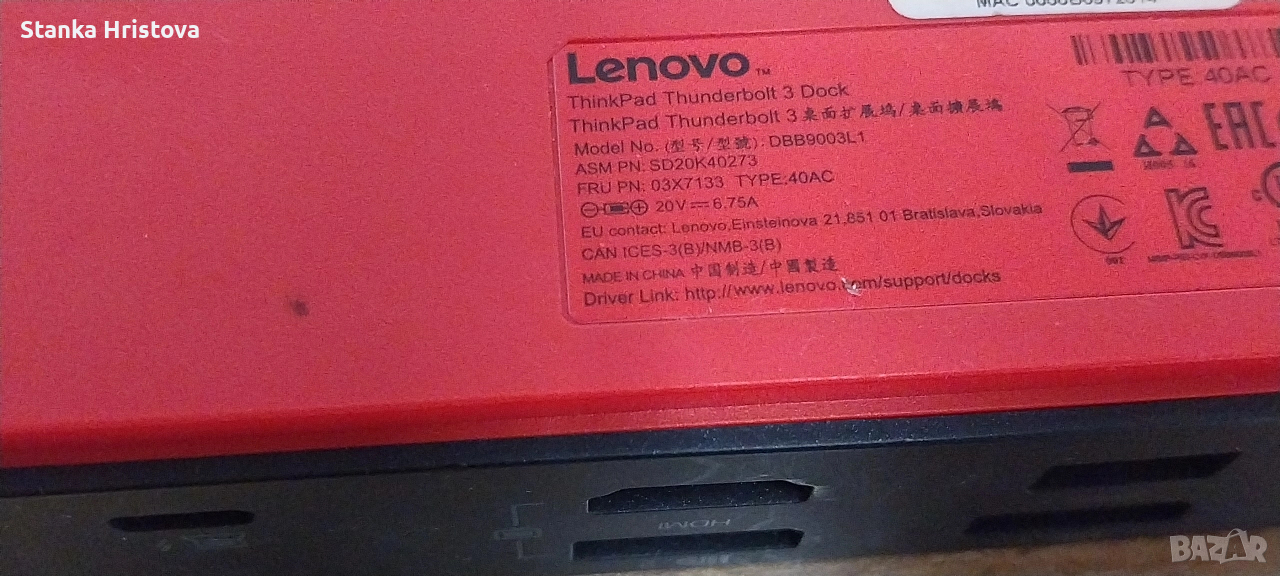 Stanka Hristova
Lenovo™
ThinkPad Thunderbolt 3 Dock
ThinkPad Thunderbolt 3桌面扩展坞/桌面擴展塢
Model No. (型号/型號): DBB9003L1
ASM PN: SD20K40273
FRU PN: 03X7133 TYPE:40AC
20V 6.75A
EU contact: Lenovo,Einsteinova 21,851 01 Bratislava,Slovakia
CAN ICES-3(B)/NMB-3(B)
MADE IN CHINA 中国制造/中國製造
Driver Link: http://www.lenovo.com/support/docks
TYPE 40AC
EAC
001
HDMI
BAZAR